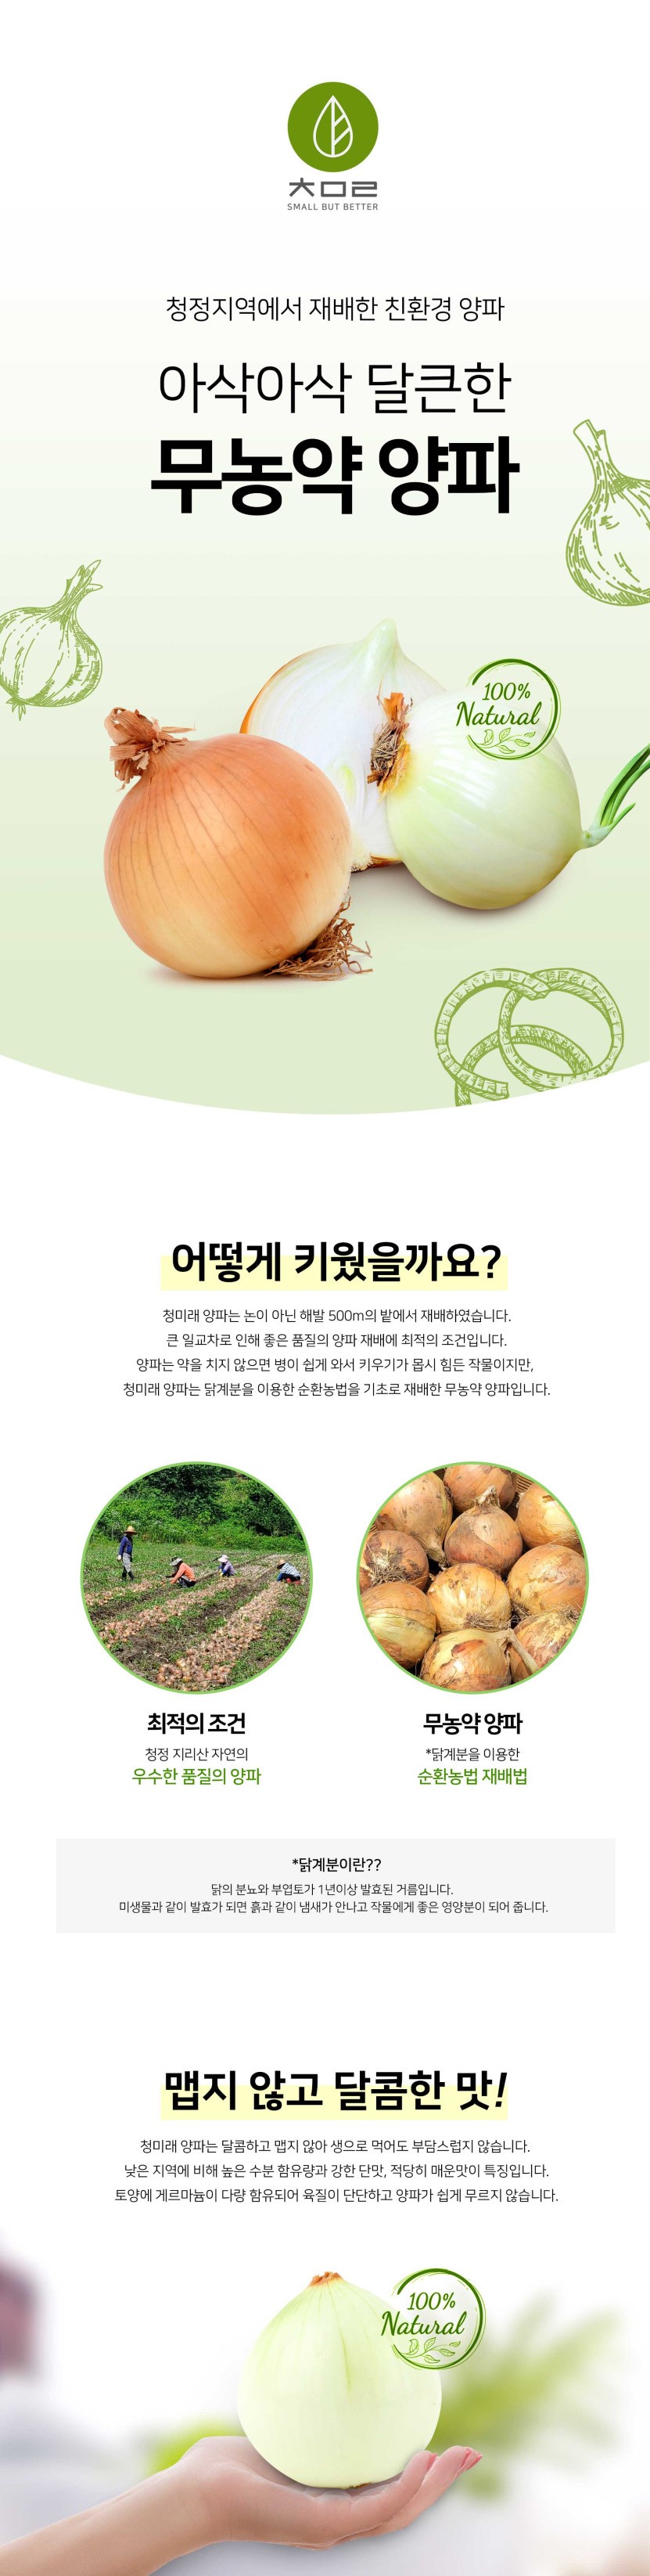 ㅊㅁㄹ
SMALL BUT BETTER
청정지역에서 재배한 친환경 양파
아삭아삭 달큰한
무농약 양파
100%
Natural
어떻게 키웠을까요?
청미래 양파는 논이 아닌 해발 500m의 밭에서 재배하였습니다.
큰 일교차로 인해 좋은 품질의 양파 재배에 최적의 조건입니다.
양파는 약을 치지 않으면 병이 쉽게 와서 키우기가 몹시 힘든 작물이지만,
청미래 양파는 닭계분을 이용한 순환농법을 기초로 재배한 무농약 양파입니다.
최적의 조건
청정 지리산 자연의
우수한 품질의 양파
무농약 양파
*닭계분을 이용한
순환농법 재배법
*닭계분이란??
닭의 분뇨와 부엽토가 1년이상 발효된 거름입니다.
미생물과 같이 발효가 되면 흙과 같이 냄새가 안나고 작물에게 좋은 영양분이 되어 줍니다.
맵지 않고 달콤한 맛!
청미래 양파는 달콤하고 맵지 않아 생으로 먹어도 부담스럽지 않습니다.
낮은 지역에 비해 높은 수분 함유량과 강한 단맛, 적당히 매운맛이 특징입니다.
토양에 게르마늄이 다량 함유되어 육질이 단단하고 양파가 쉽게 무르지 않습니다.
100%
Natural